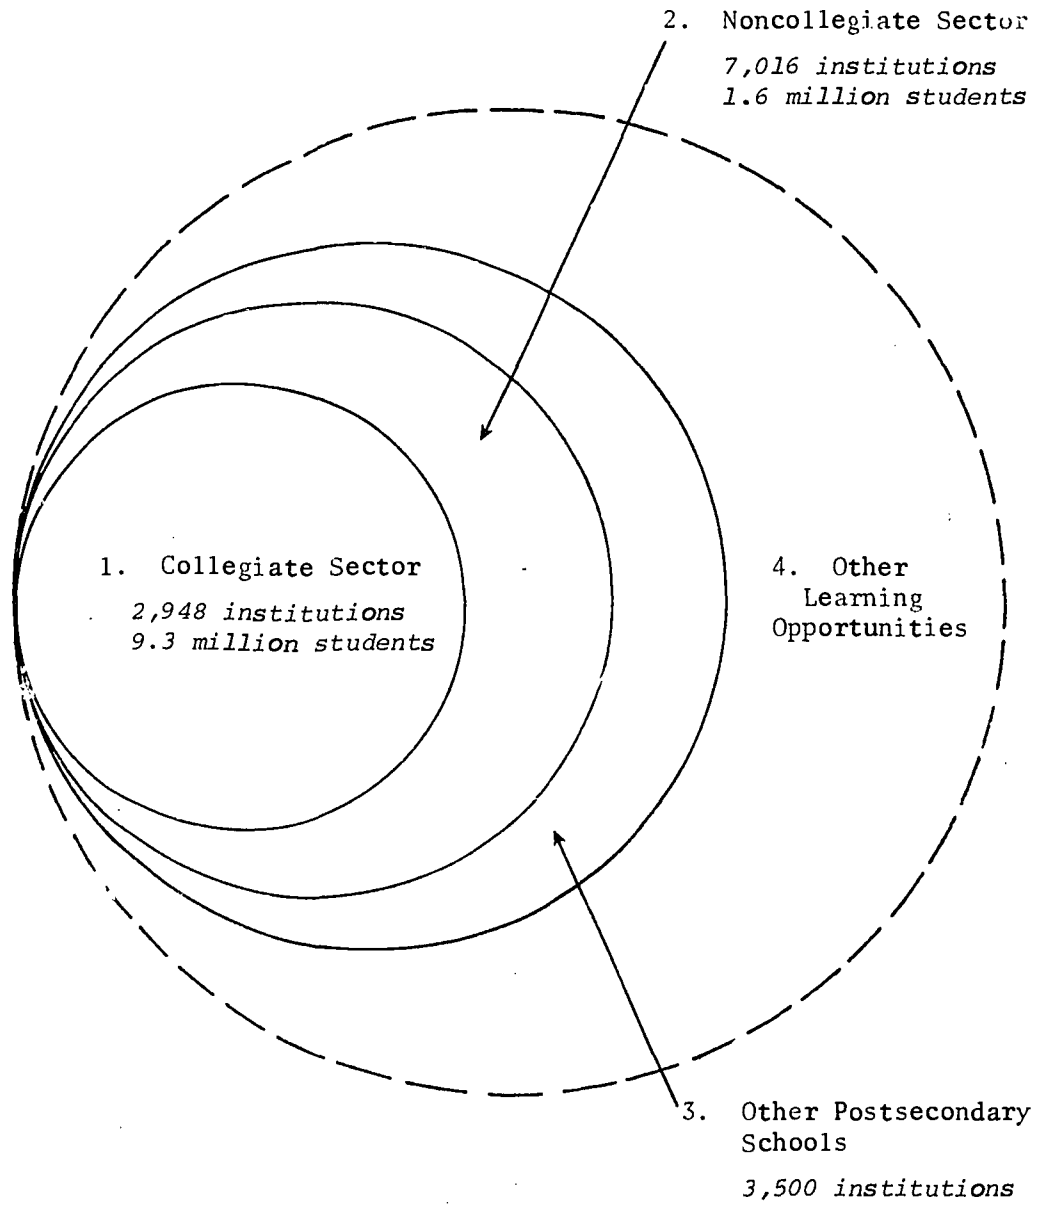 2. Noncollegiate Sector
7,016 institutions
1.6 million students
1. Collegiate Sector
2,948 institutions
9.3 million students
4. Other
Learning
Opportunities
3. Other Postsecondary
Schools
3,500 institutions